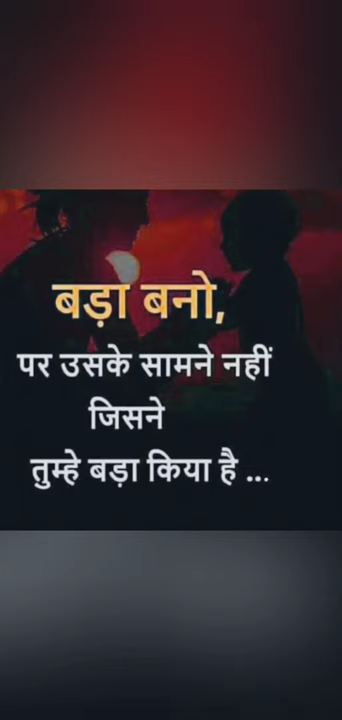 बड़ा बनो,
पर उसके सामने नहीं
जिसने
तुम्हे बड़ा किया है ...